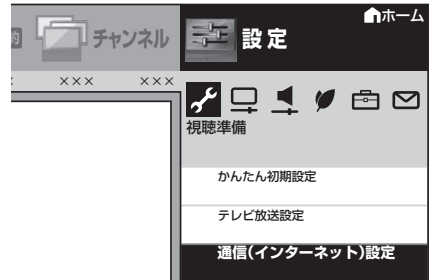 ホーム
チャンネル
設定
××× ×××
視聴準備
かんたん初期設定
テレビ放送設定
通信(インターネット)設定